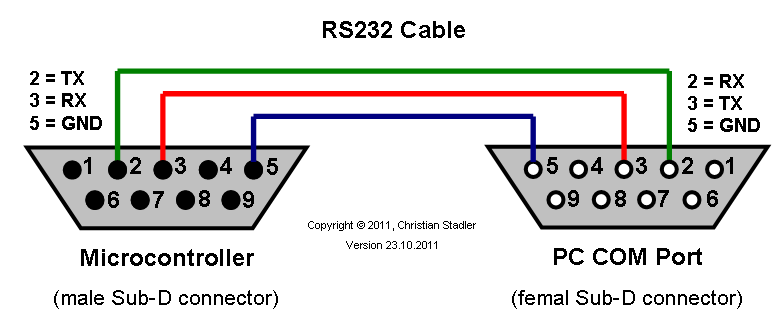 RS232 Cable
2 = TX
3 = RX
5 = GND
2 = RX
3 = TX
5 = GND
1 2 3 4 5
6 7 8 9
5 4 3 2 1
9 8 7 6
Copyright © 2011, Christian Stadler
Version 23.10.2011
Microcontroller
(male Sub-D connector)
PC COM Port
(femal Sub-D connector)